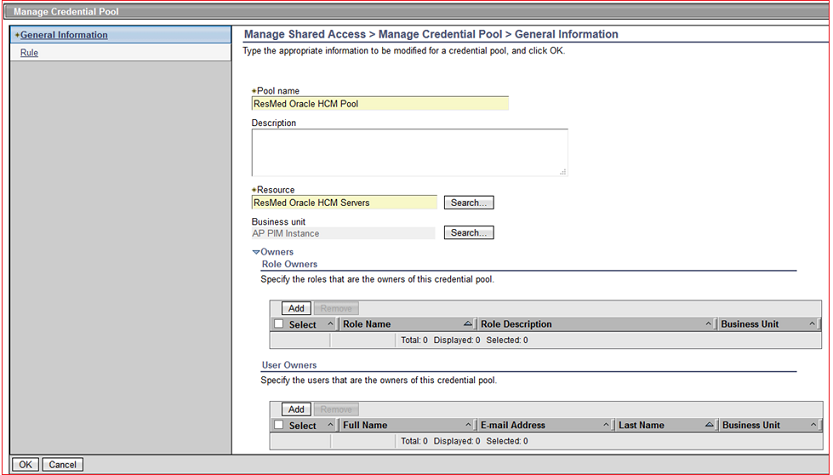 Manage Credential Pool
*General Information
Rule
Manage Shared Access > Manage Credential Pool > General Information
Type the appropriate information to be modified for a credential pool, and click OK.
*Pool name
ResMed Oracle HCM Pool
Description
*Resource
ResMed Oracle HCM Servers Search...
Business unit
AP PIM Instance Search...
Owners
Role Owners
Specify the roles that are the owners of this credential pool.
Add Remove
Select Role Name Role Description Business Unit
Total: 0 Displayed: 0 Selected: 0
User Owners
Specify the users that are the owners of this credential pool.
Add Remove
Select Full Name E-mail Address Last Name Business Unit
Total: 0 Displayed: 0 Selected: 0
OK Cancel